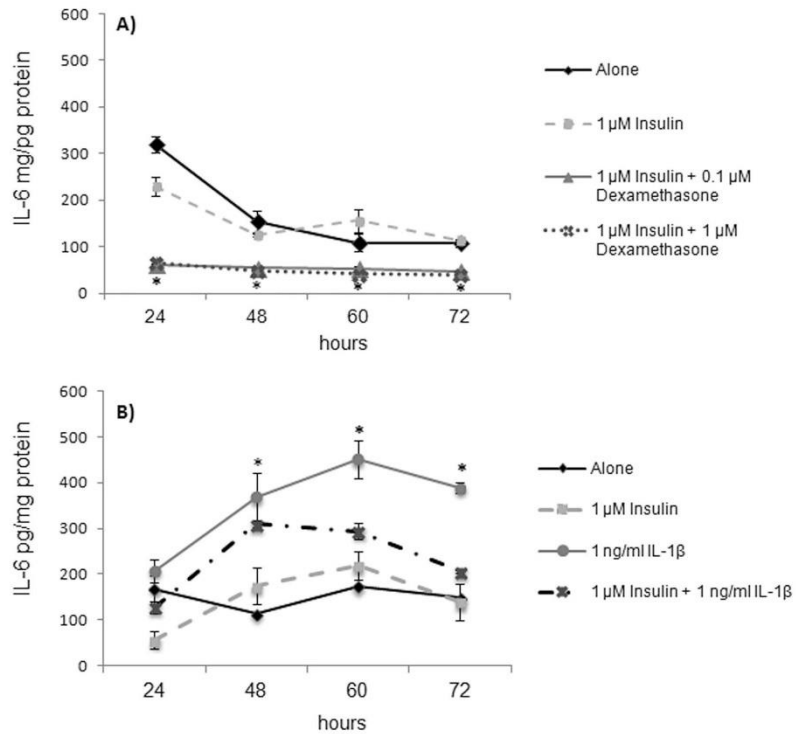 A)
IL-6 mg/pg protein
600
500
400
300
200
100
0
* * * *
24 48 60 72
hours
Alone
1 µM Insulin
1 µM Insulin + 0.1 µM
Dexamethasone
1 µM Insulin + 1 µM
Dexamethasone
B)
IL-6 pg/mg protein
600
500
400
300
200
100
0
* * *
24 48 60 72
hours
Alone
1 µM Insulin
1 ng/ml IL-1β
1 µM Insulin + 1 ng/ml IL-1β